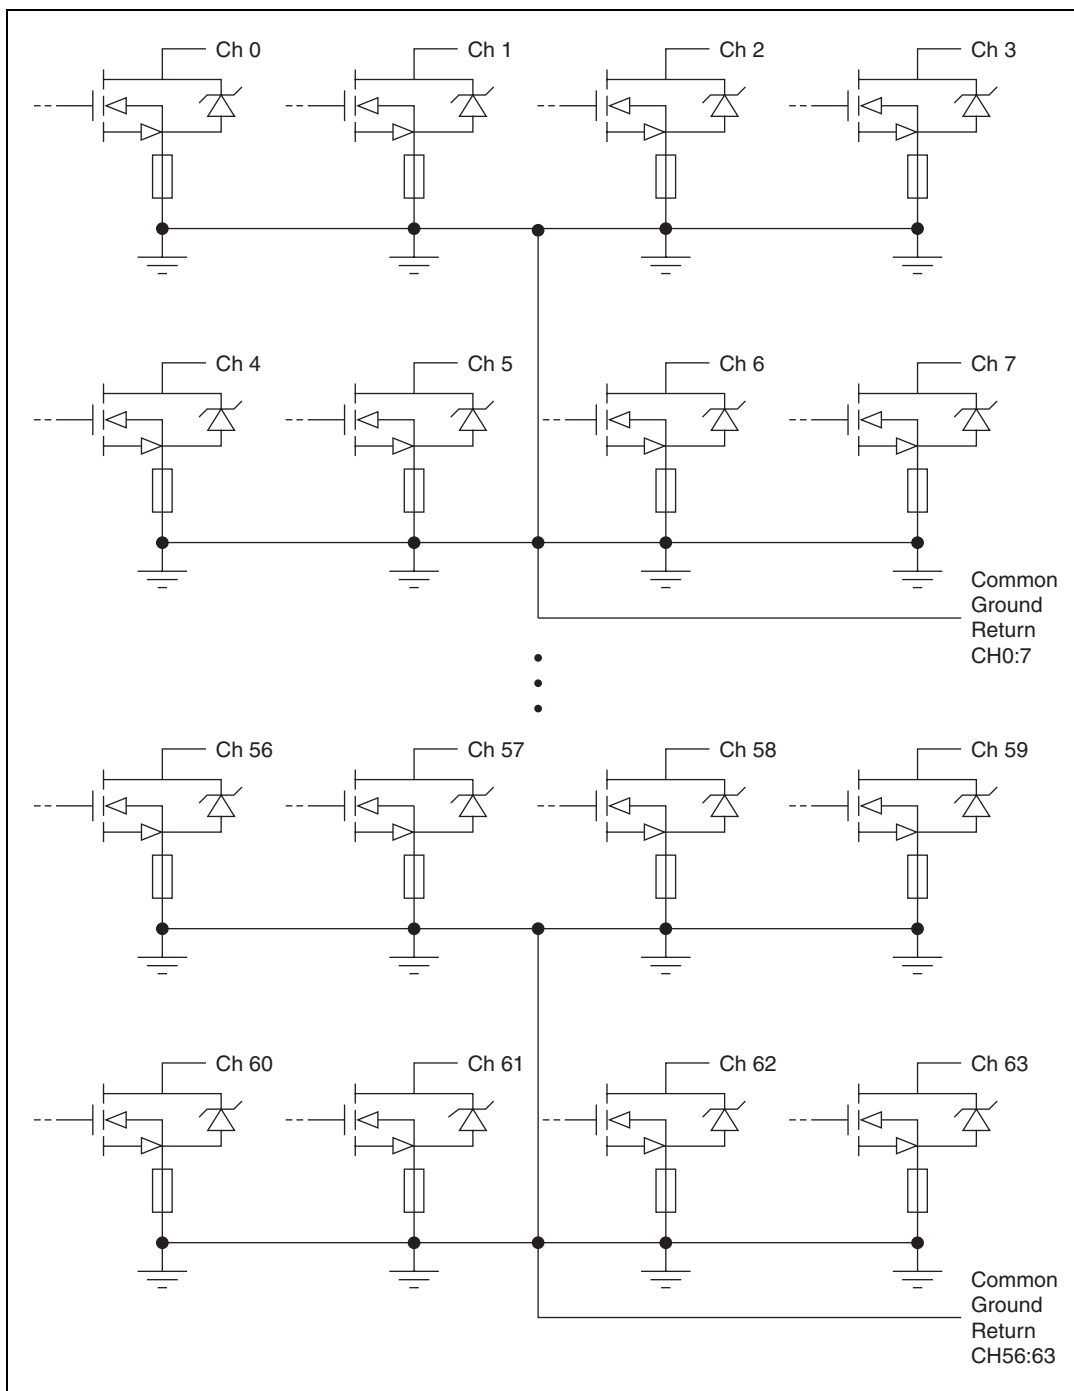 Ch 0
Ch 1
Ch 2
Ch 3
Ch 4
Ch 5
Ch 6
Ch 7
Common
Ground
Return
CH0:7
Ch 56
Ch 57
Ch 58
Ch 59
Ch 60
Ch 61
Ch 62
Ch 63
Common
Ground
Return
CH56:63